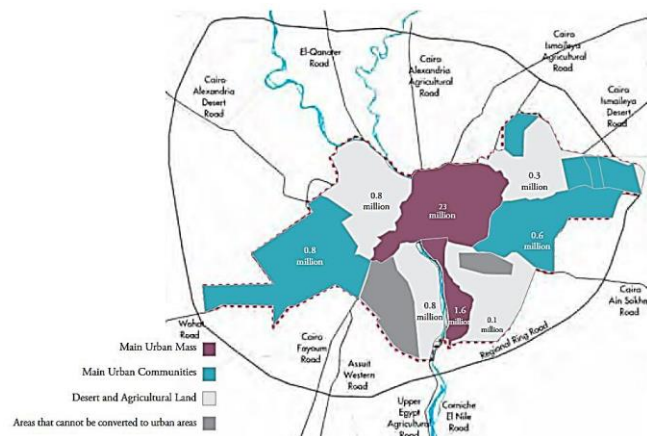 El-Qanater
Road
Cairo
Alexandria
Agricultural
Road
Cairo
Ismaileya
Agricultural
Road
Cairo
Alexandria
Desert
Road
Cairo
Ismaileya
Desert
Road
0.8
million
23
million
0.3
million
0.8
million
0.6
million
0.8
million
1.6
million
0.1
million
Cairo
Ain Sokhna
Road
Wahat
Road
Regional Ring Road
Cairo
Fayoum
Road
Assuit
Western
Road
Upper
Egypt
Agricultural
Road
Corniche
El Nile
Road
Main Urban Mass
Main Urban Communities
Desert and Agricultural Land
Areas that cannot be converted to urban areas